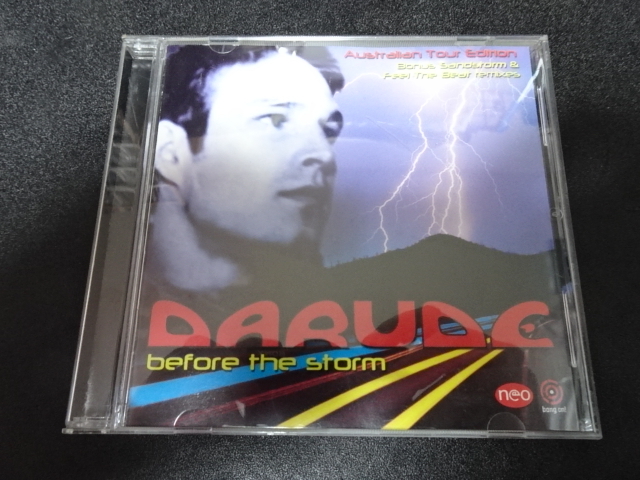 Australian Tour Edition
Bonus Sandstorm &
Feel The Beat remixes
DARUDE
before the storm
neo
bang on!